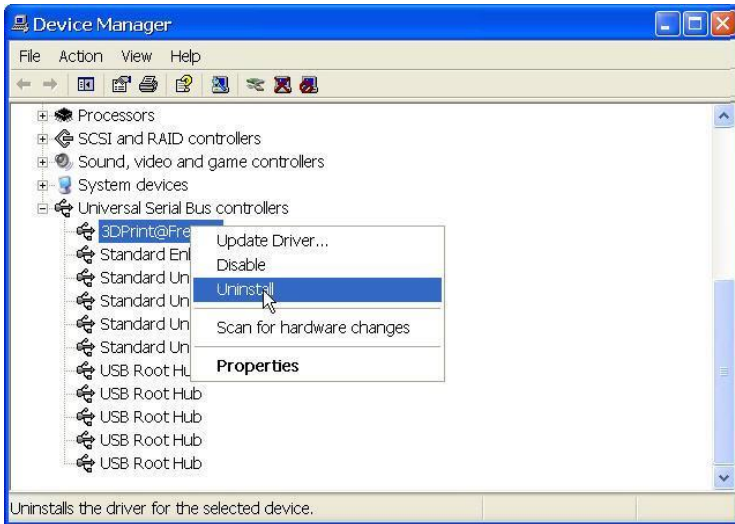 Device Manager
File Action View Help
Processors
SCSI and RAID controllers
Sound, video and game controllers
System devices
Universal Serial Bus controllers
3DPrint@Fre
Standard En
Standard Un
Standard Un
Standard Un
Standard Un
USB Root Hu
USB Root Hub
USB Root Hub
USB Root Hub
USB Root Hub
Update Driver...
Disable
Uninstall
Scan for hardware changes
Properties
Uninstalls the driver for the selected device.